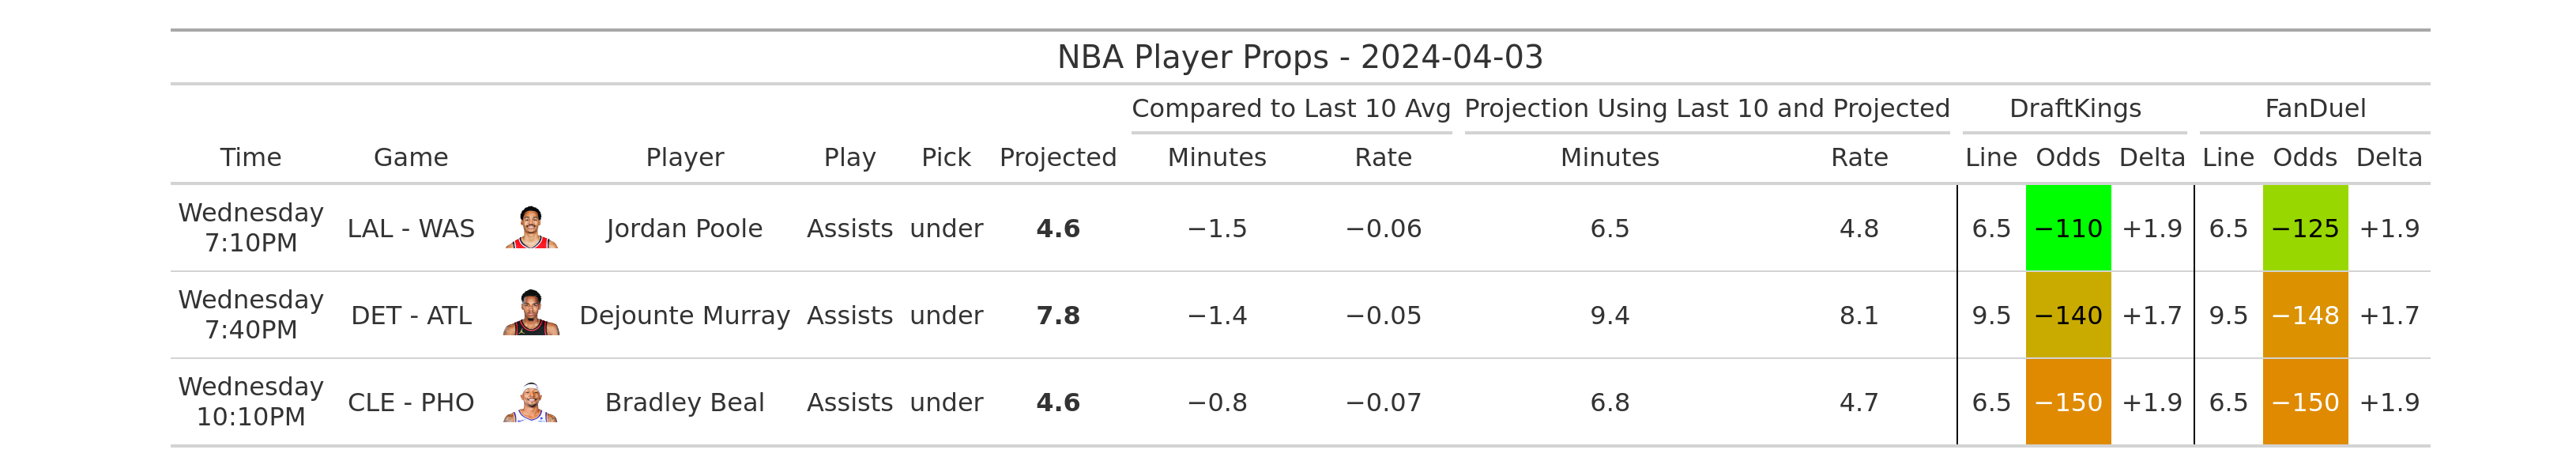 NBA Player Props - 2024-04-03
Compared to Last 10 Avg Projection Using Last 10 and Projected DraftKings FanDuel
Time Game Player Play Pick Projected Minutes Rate Minutes Rate Line Odds Delta Line Odds Delta
Wednesday
7:10PM LAL - WAS Jordan Poole Assists under 4.6 −1.5 −0.06 6.5 4.8 6.5 −110 +1.9 6.5 −125 +1.9
Wednesday
7:40PM DET - ATL Dejounte Murray Assists under 7.8 −1.4 −0.05 9.4 8.1 9.5 −140 +1.7 9.5 −148 +1.7
Wednesday
10:10PM CLE - PHO Bradley Beal Assists under 4.6 −0.8 −0.07 6.8 4.7 6.5 −150 +1.9 6.5 −150 +1.9